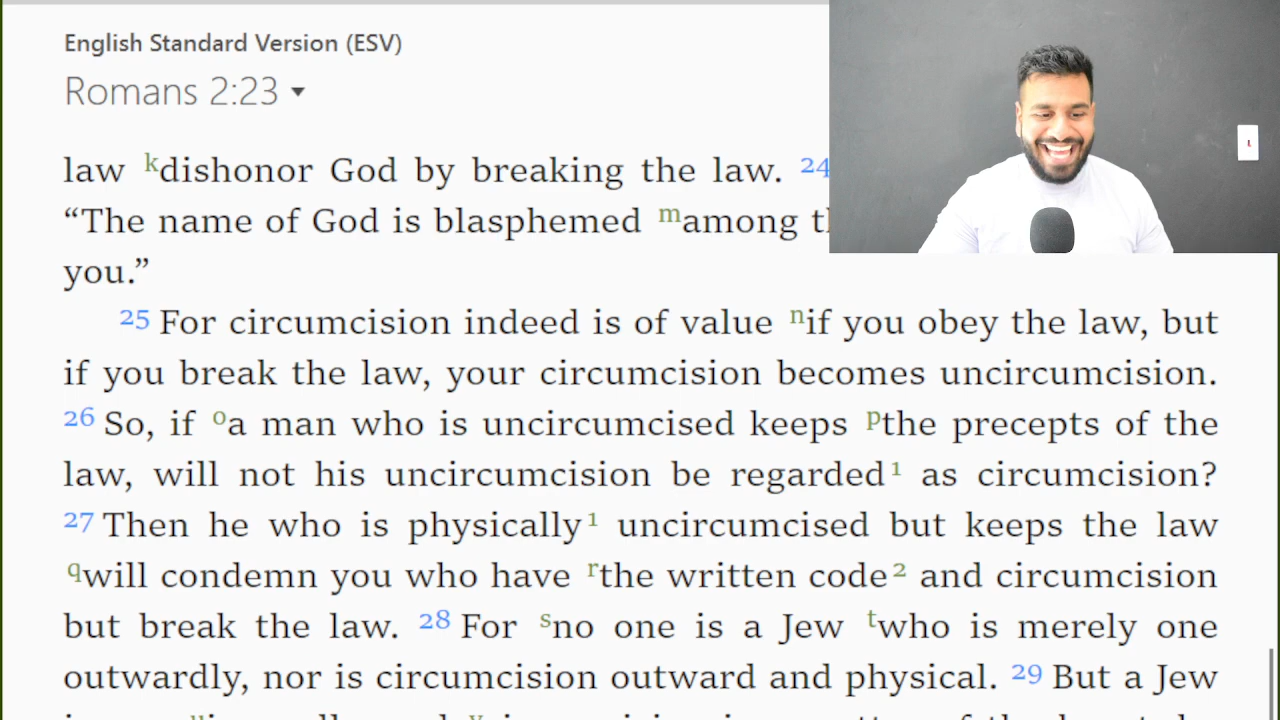 English Standard Version (ESV)
Romans 2:23
law kdishonor God by breaking the law. 24
“The name of God is blasphemed mamong
you.”
25 For circumcision indeed is of value nif you obey the law, but
if you break the law, your circumcision becomes uncircumcision.
26 So, if oa man who is uncircumcised keeps pthe precepts of the
law, will not his uncircumcision be regarded1 as circumcision?
27 Then he who is physically1 uncircumcised but keeps the law
qwill condemn you who have rthe written code2 and circumcision
but break the law. 28 For sno one is a Jew twho is merely one
outwardly, nor is circumcision outward and physical. 29 But a Jew